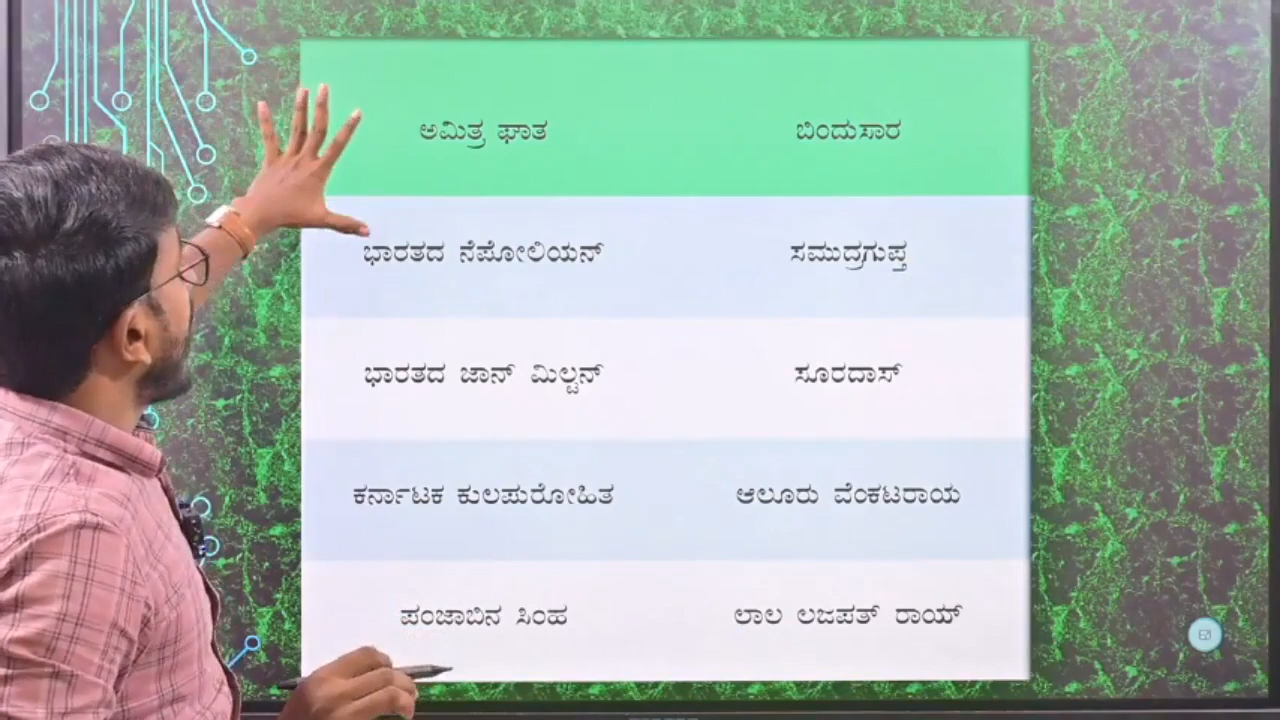 ಅಮಿತ್ರ ಘಾತ ಬಿಂದುಸಾರ
ಭಾರತದ ನೆಪೋಲಿಯನ್ ಸಮುದ್ರಗುಪ್ತ
ಭಾರತದ ಜಾನ್ ಮಿಲ್ಟನ್ ಸೂರದಾಸ್
ಕರ್ನಾಟಕ ಕುಲಪುರೋಹಿತ ಆಲೂರು ವೆಂಕಟರಾಯ
ಪಂಜಾಬಿನ ಸಿಂಹ ಲಾಲ ಲಜಪತ್ ರಾಯ್